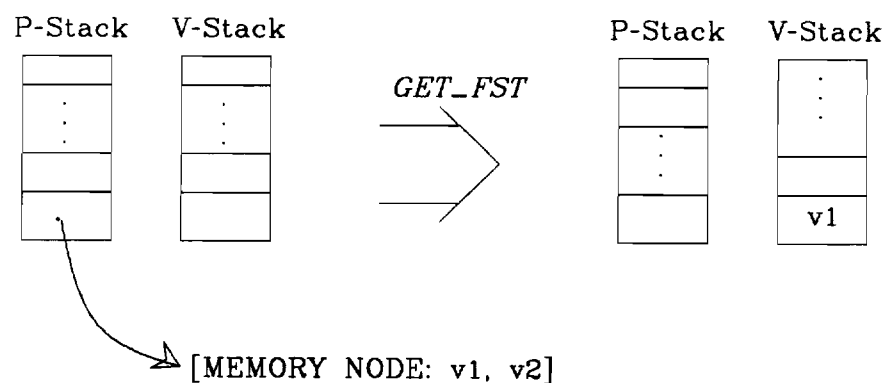 P-Stack V-Stack P-Stack V-Stack
GET_FST
v1
[MEMORY NODE: v1, v2]